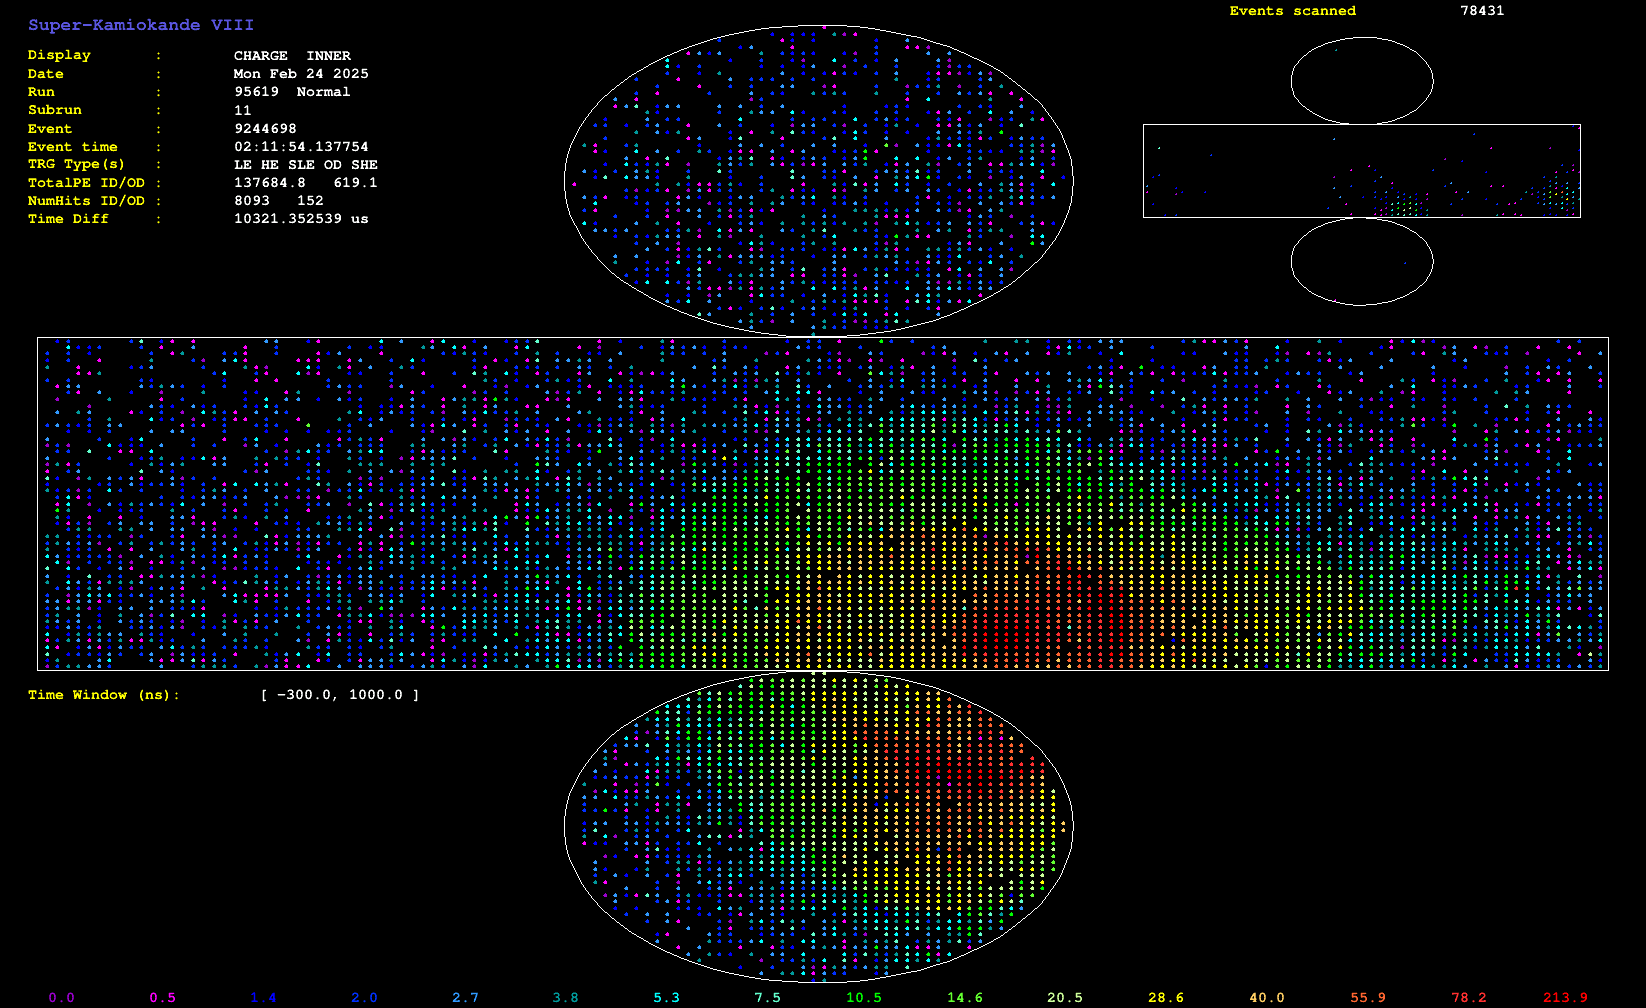 Super-Kamiokande VIII
Events scanned 78431
Display : CHARGE INNER
Date : Mon Feb 24 2025
Run : 95619 Normal
Subrun : 11
Event : 9244698
Event time : 02:11:54.137754
TRG Type(s) : LE HE SLE OD SHE
TotalPE ID/OD : 137684.8 619.1
NumHits ID/OD : 8093 152
Time Diff : 10321.352539 us
Time Window (ns): [ -300.0, 1000.0 ]
0.0 0.5 1.4 2.0 2.7 3.8 5.3 7.5 10.5 14.6 20.5 28.6 40.0 55.9 78.2 213.9